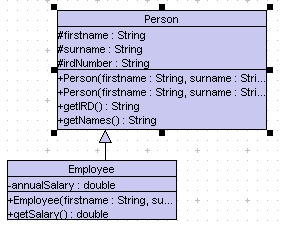 Person
#firstname : String
#surname : String
#irdNumber : String
+Person(firstname : String, surname : Stri...
+Person(firstname : String, surname : Stri...
+getIRD() : String
+getNames() : String
Employee
-annualSalary : double
+Employee(firstname : String, su...
+getSalary() : double